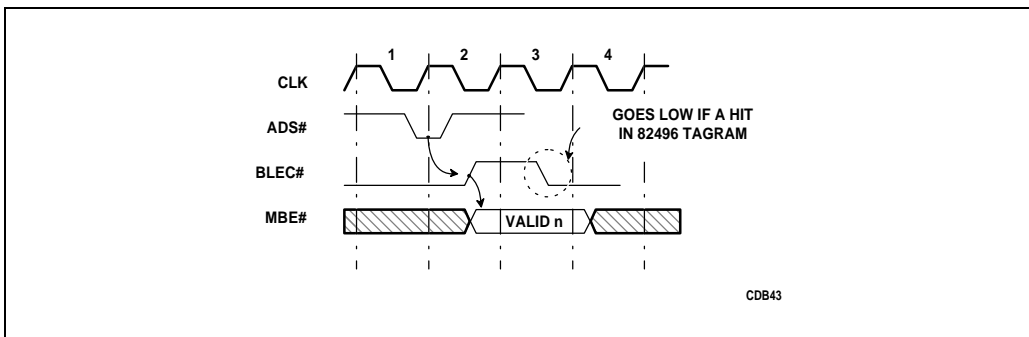 1 2 3 4
CLK
GOES LOW IF A HIT
IN 82496 TAGRAM
ADS#
BLEC#
MBE#
VALID n
CDB43